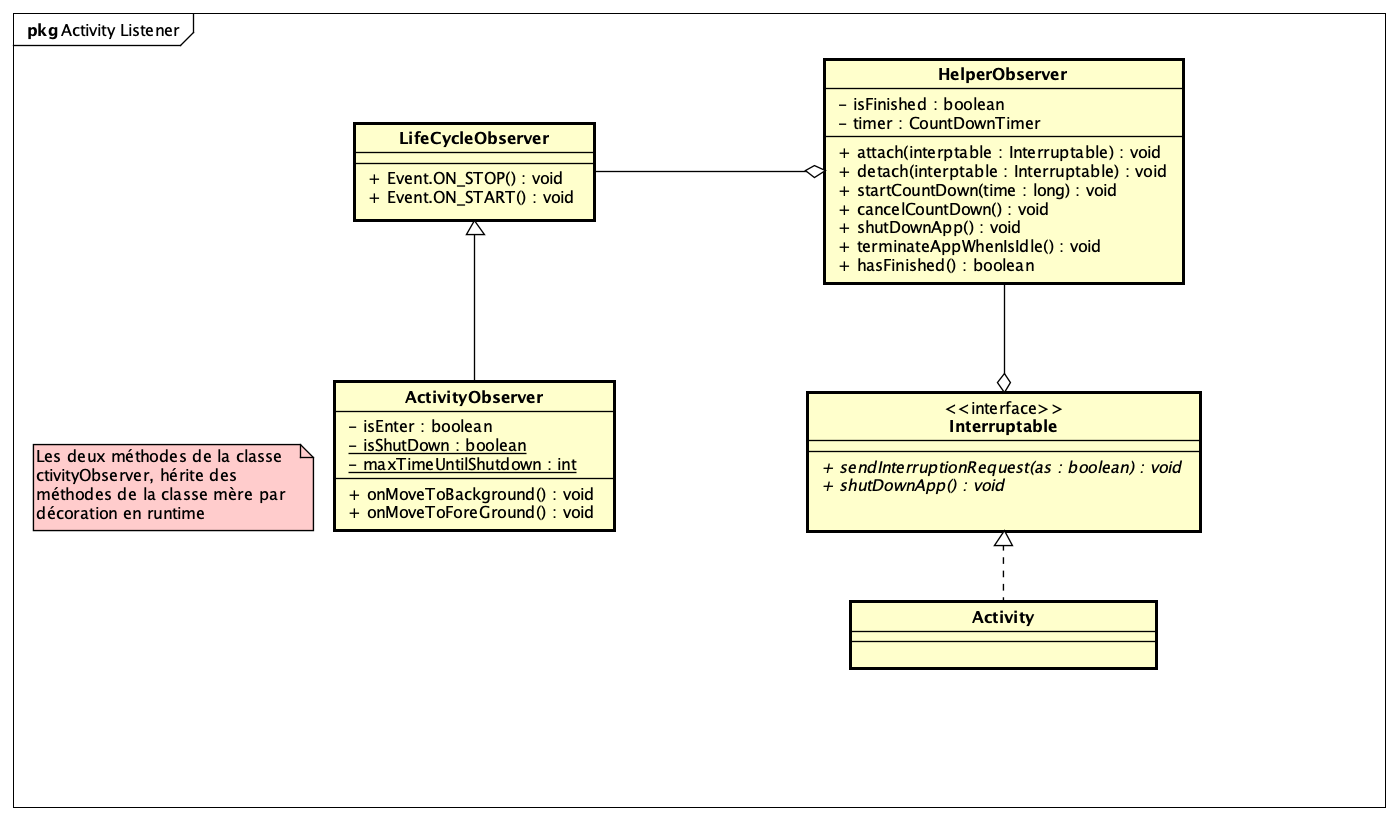 pkg Activity Listener
HelperObserver
- isFinished : boolean
- timer : CountDownTimer
+ attach(interptable : Interruptable) : void
+ detach(interptable : Interruptable) : void
+ startCountDown(time : long) : void
+ cancelCountDown() : void
+ shutDownApp() : void
+ terminateAppWhenIsIdle() : void
+ hasFinished() : boolean
LifeCycleObserver
+ Event.ON_STOP() : void
+ Event.ON_START() : void
ActivityObserver
- isEnter : boolean
- isShutDown : boolean
- maxTimeUntilShutdown : int
+ onMoveToBackground() : void
+ onMoveToForeGround() : void
Les deux méthodes de la classe
ctivityObserver, hérite des
méthodes de la classe mère par
décoration en runtime
<<interface>>
Interruptable
+ sendInterruptionRequest(as : boolean) : void
+ shutDownApp() : void
Activity